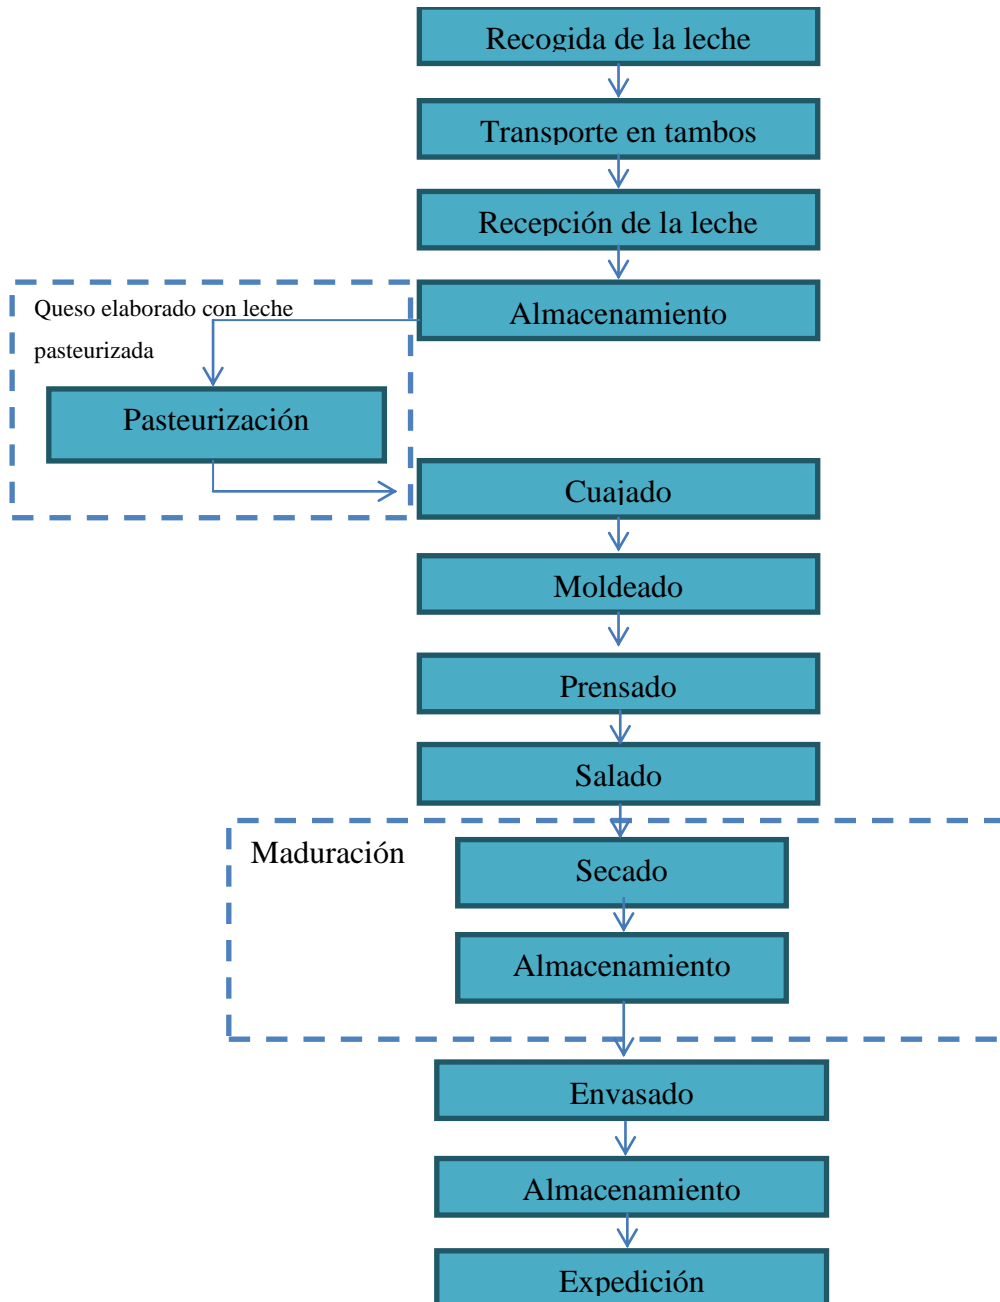 Recogida de la leche
Transporte en tambos
Recepción de la leche
Almacenamiento
Queso elaborado con leche
pasteurizada
Pasteurización
Cuajado
Moldeado
Prensado
Salado
Maduración
Secado
Almacenamiento
Envasado
Almacenamiento
Expedición